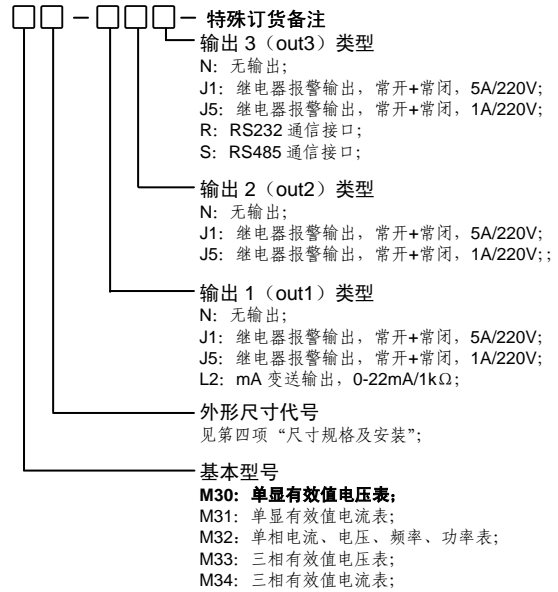 □□-□□□- 特殊订货备注
输出 3（out3）类型
N：无输出；
J1：继电器报警输出，常开+常闭，5A/220V；
J5：继电器报警输出，常开+常闭，1A/220V；
R：RS232 通信接口；
S：RS485 通信接口；
输出 2（out2）类型
N：无输出；
J1：继电器报警输出，常开+常闭，5A/220V；
J5：继电器报警输出，常开+常闭，1A/220V；；
输出 1（out1）类型
N：无输出；
J1：继电器报警输出，常开+常闭，5A/220V；
J5：继电器报警输出，常开+常闭，1A/220V；
L2：mA 变送输出，0-22mA/1kΩ；
外形尺寸代号
见第四项“尺寸规格及安装”；
基本型号
M30：单显有效值电压表；
M31：单显有效值电流表；
M32：单相电流、电压、频率、功率表；
M33：三相有效值电压表；
M34：三相有效值电流表；